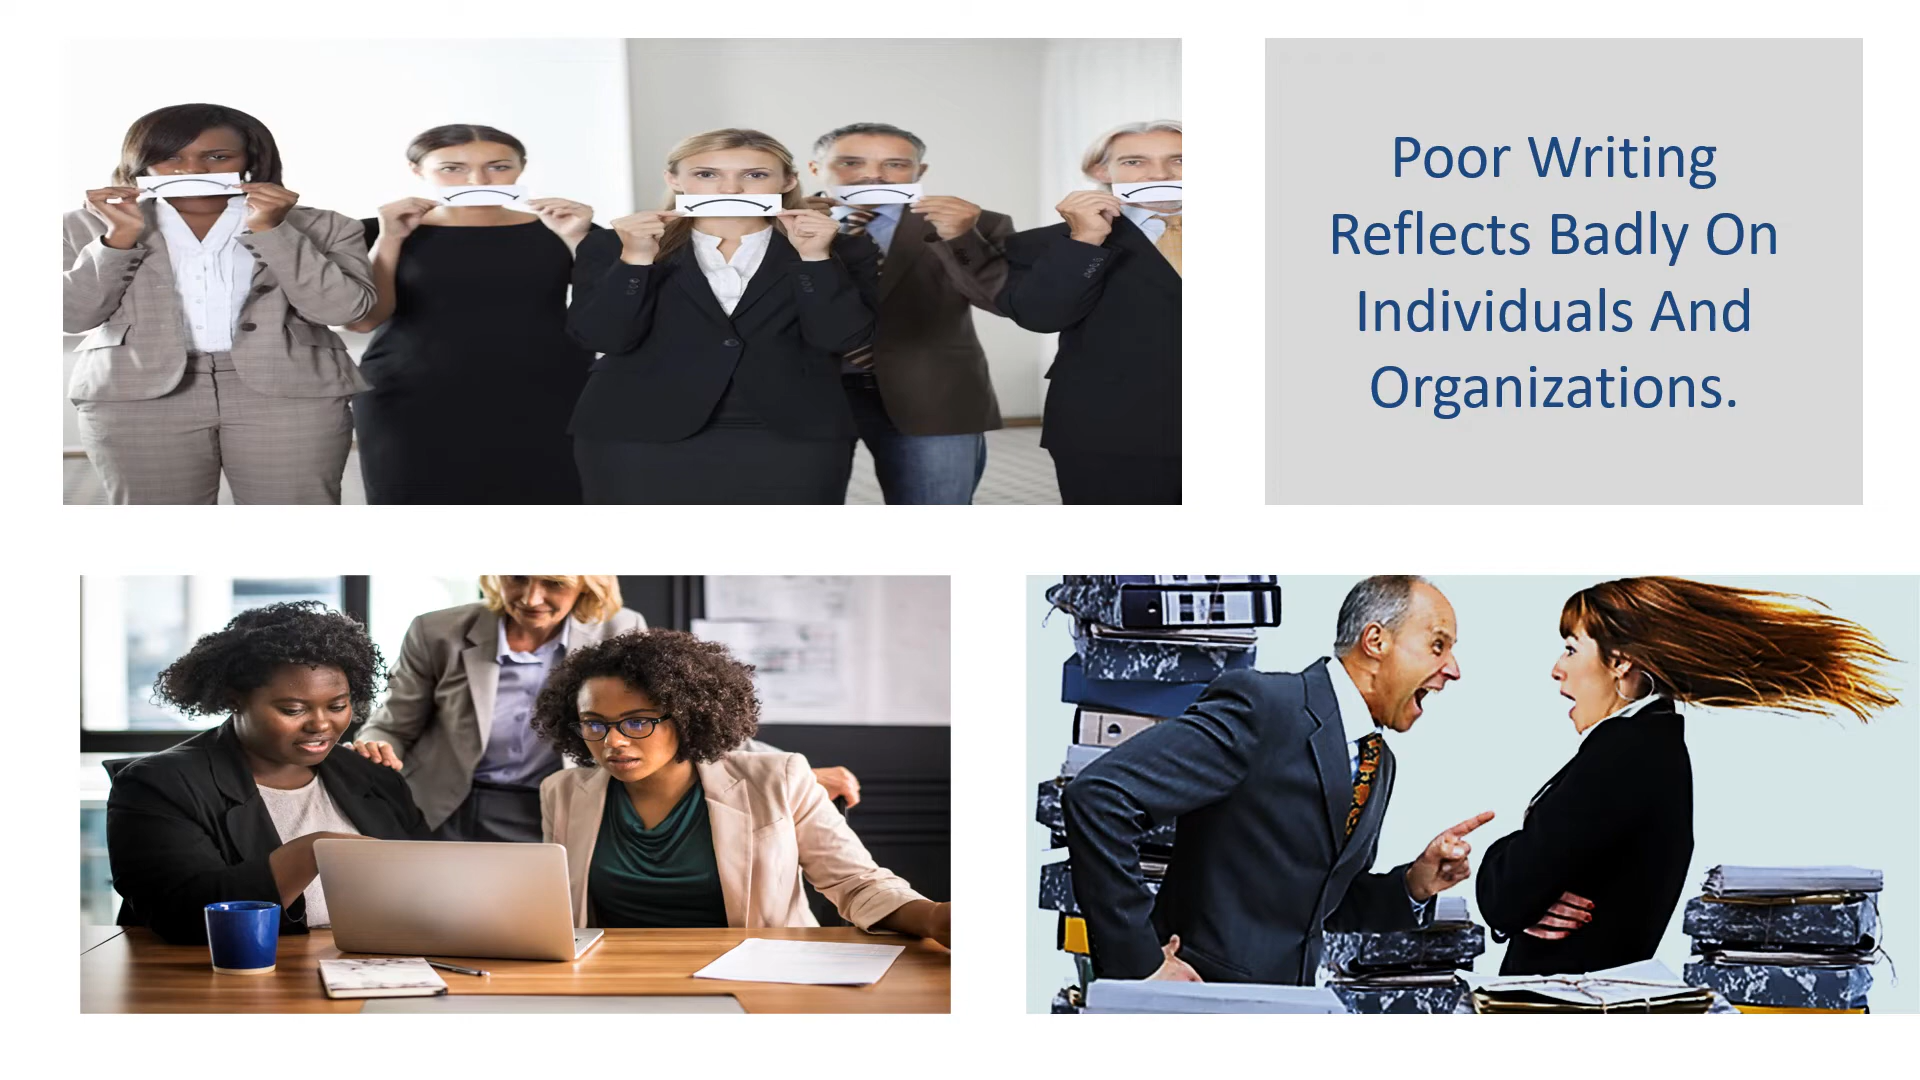 Poor Writing
Reflects Badly On
Individuals And
Organizations.